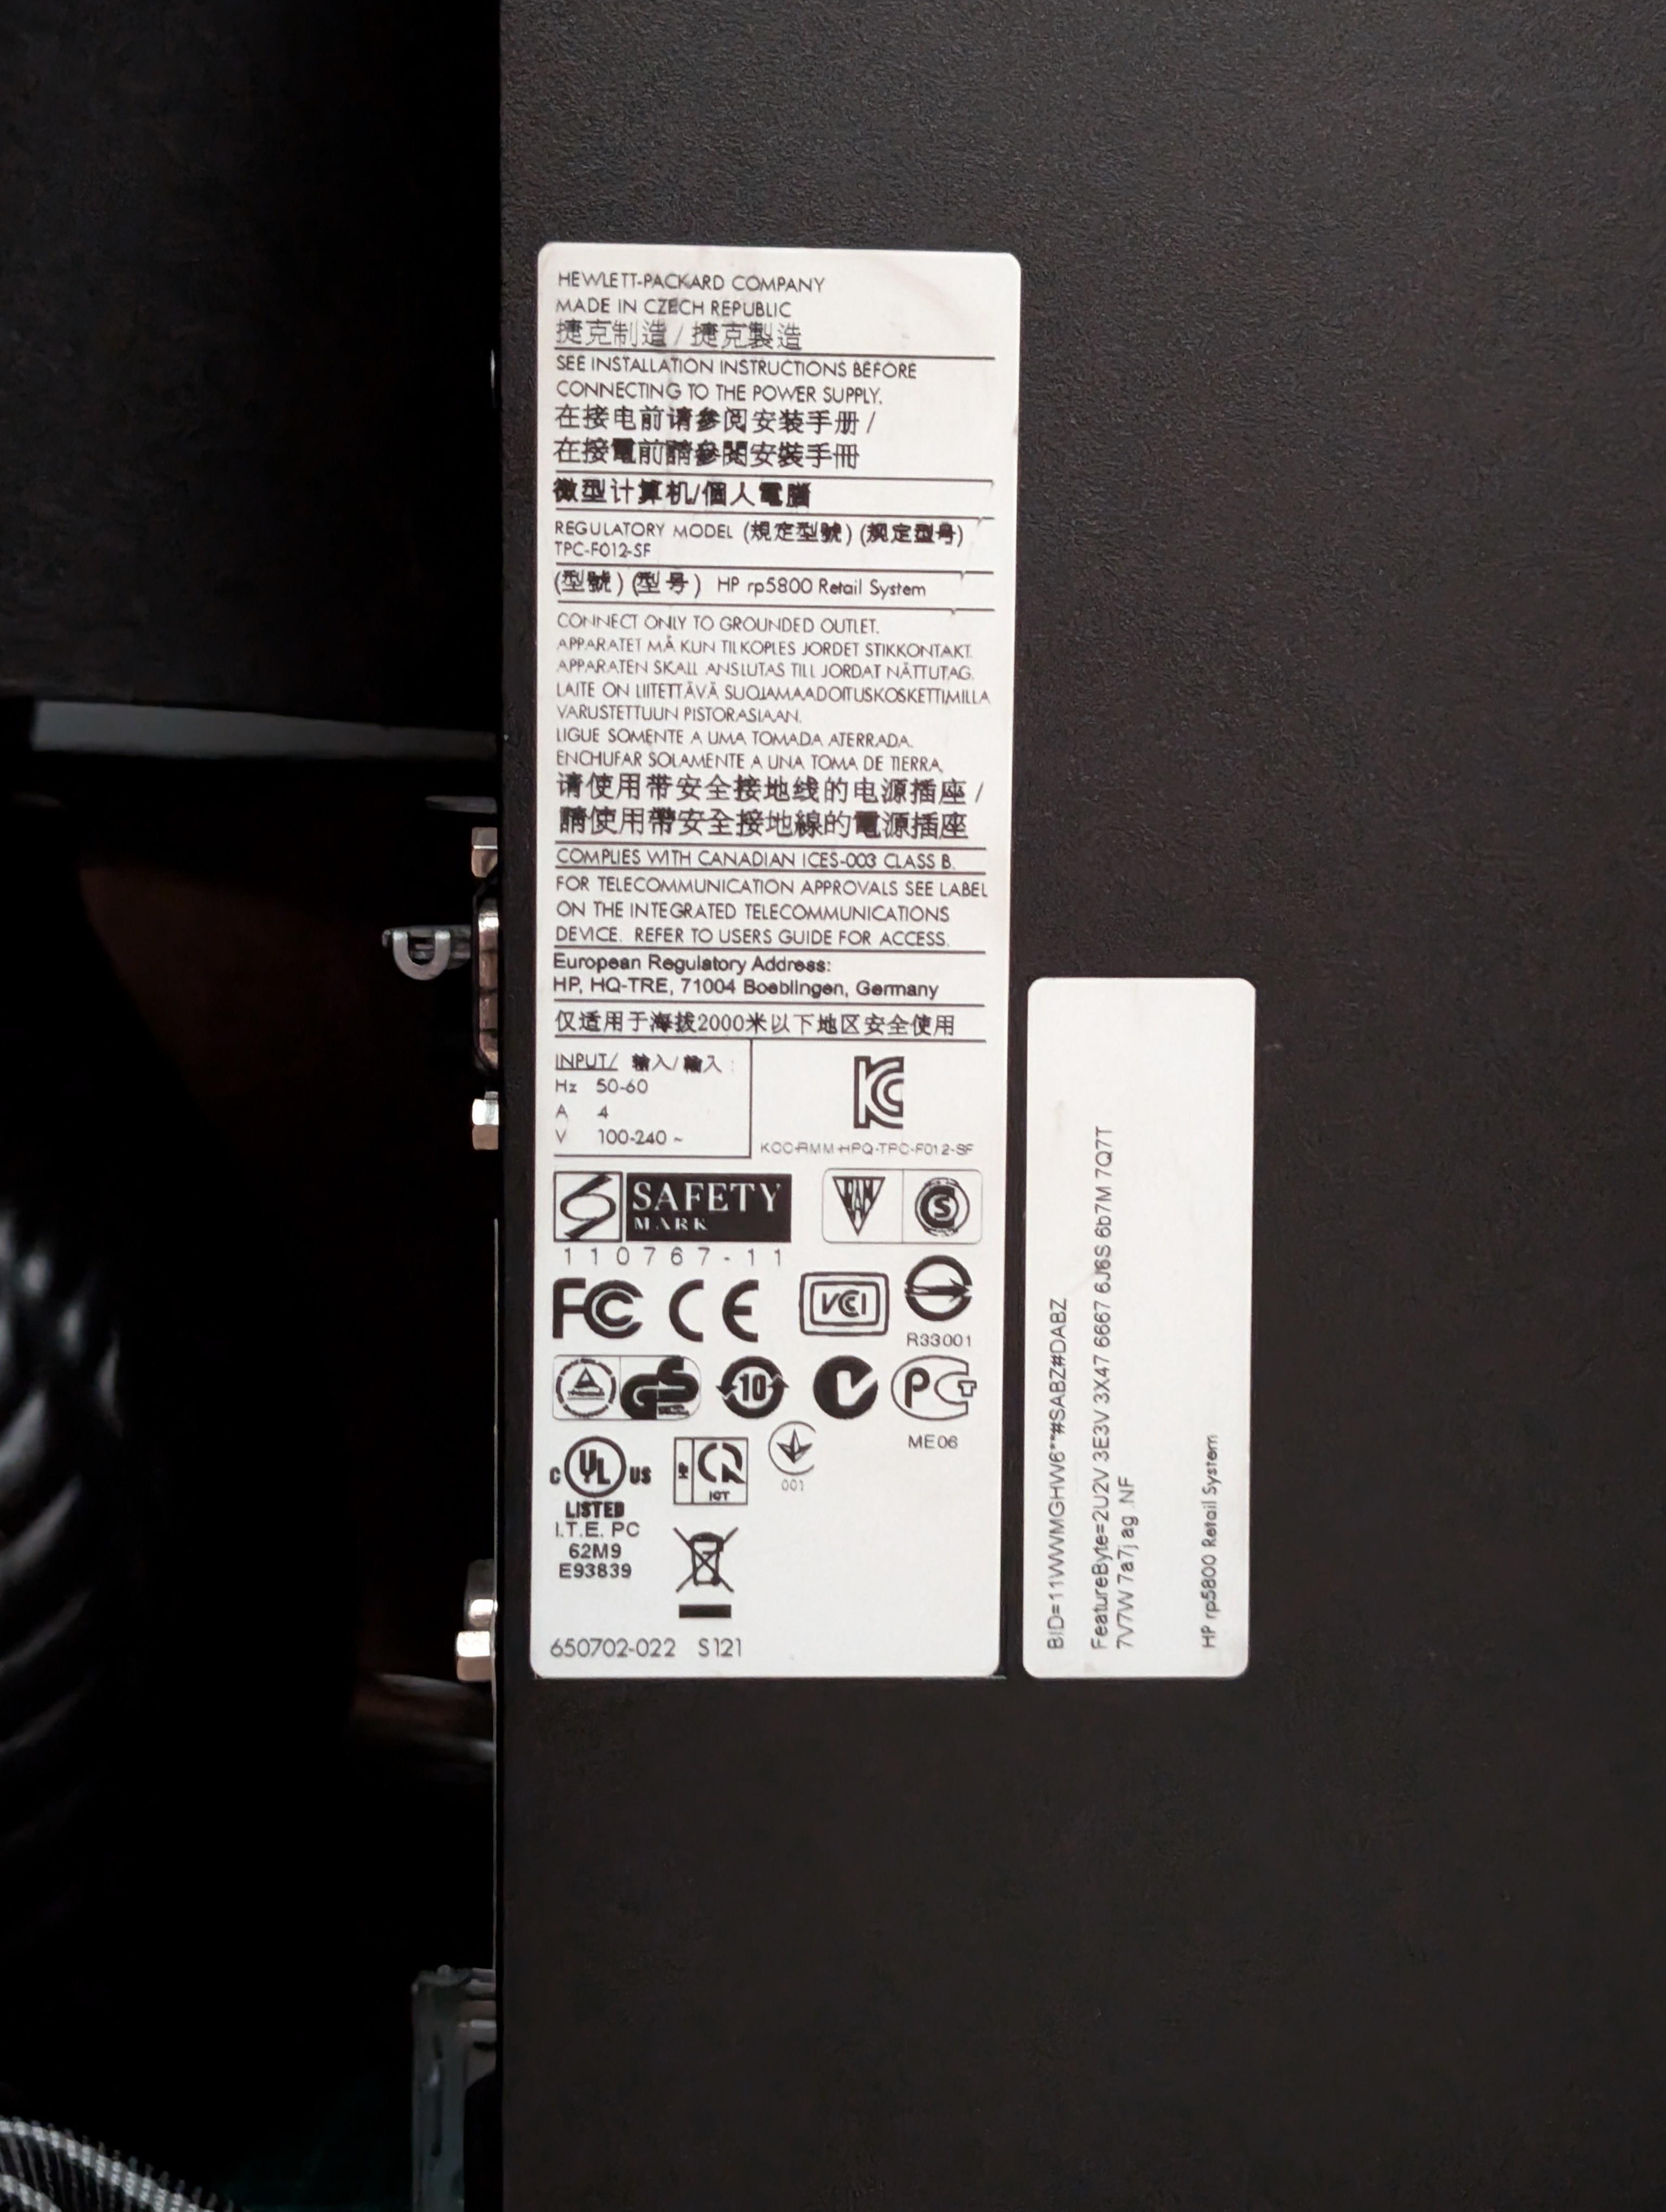 HEWLETT-PACKARD COMPANY
MADE IN CZECH REPUBLIC
捷克制造 / 捷克製造
SEE INSTALLATION INSTRUCTIONS BEFORE
CONNECTING TO THE POWER SUPPLY.
在接电前请参阅安装手册 /
在接電前請參閱安裝手冊
微型计算机/個人電腦
REGULATORY MODEL (規定型號) (规定型号)
TPC-F012-SF
(型號) (型号) HP rp5800 Retail System
CONNECT ONLY TO GROUNDED OUTLET.
APPARATET MÅ KUN TILKOPLES JORDET STIKKONTAKT.
APPARATEN SKALL ANSLUTAS TILL JORDAT NÄTTUTAG.
LAITE ON LIITETTÄVÄ SUOJAMAADOITUSKOSKETTIMILLA
VARUSTETTUUN PISTORASIAAN.
LIGUE SOMENTE A UMA TOMADA ATERRADA.
ENCHUFAR SOLAMENTE A UNA TOMA DE TIERRA.
请使用带安全接地线的电源插座 /
請使用帶安全接地線的電源插座
COMPLIES WITH CANADIAN ICES-003 CLASS B.
FOR TELECOMMUNICATION APPROVALS SEE LABEL
ON THE INTEGRATED TELECOMMUNICATIONS
DEVICE. REFER TO USERS GUIDE FOR ACCESS.
European Regulatory Address:
HP, HQ-TRE, 71004 Boeblingen, Germany
仅适用于海拔2000米以下地区安全使用
INPUT/ 输入/輸入 :
Hz 50-60
A 4
V 100-240 ~
KCC-RMM-HPQ-TPC-F012-SF
SAFETY
MARK
110767-11
S
FC CE VCI
R33001
GS 10 PCT
ME06
C UL US
LISTED
I.T.E. PC
62M9
E93839
IGT
001
650702-022 S121
BID=11WWMGHW6**#SABZ#DABZ
FeatureByte=2U2V 3E3V 3X47 6667 6J6S 6b7M 7Q7T
7V7W 7a7j ag .NF
HP rp5800 Retail System